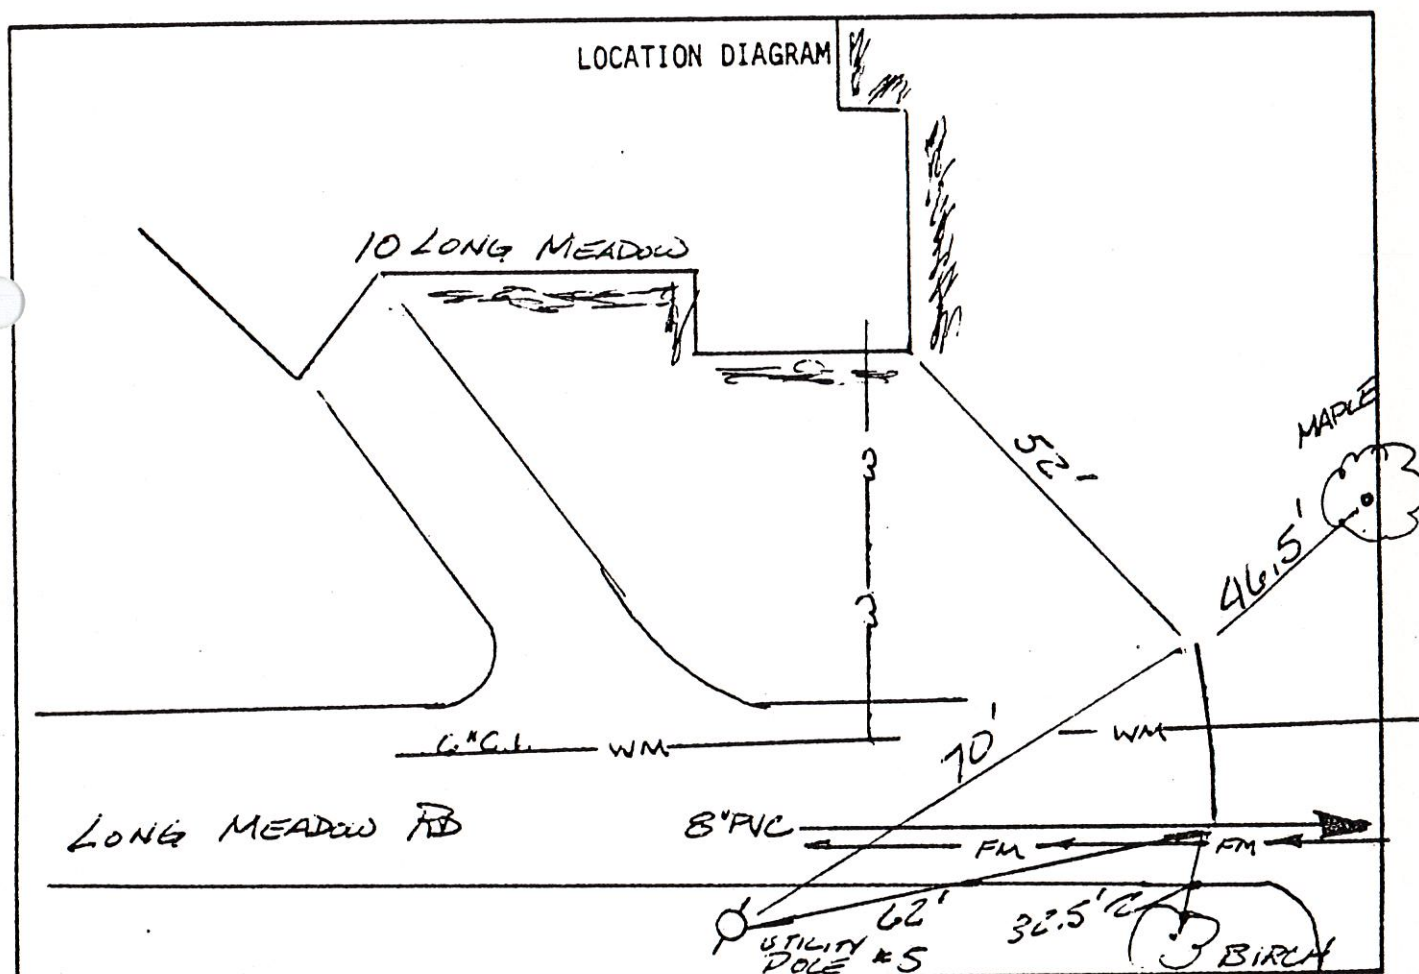 LOCATION DIAGRAM
10 LONG MEADOW
MAPLE
52'
46.5'
70'
6" C.I. WM
WM
LONG MEADOW RD
8" PVC
FM FM
62'
32.5'
UTILITY
POLE #5
BIRCH